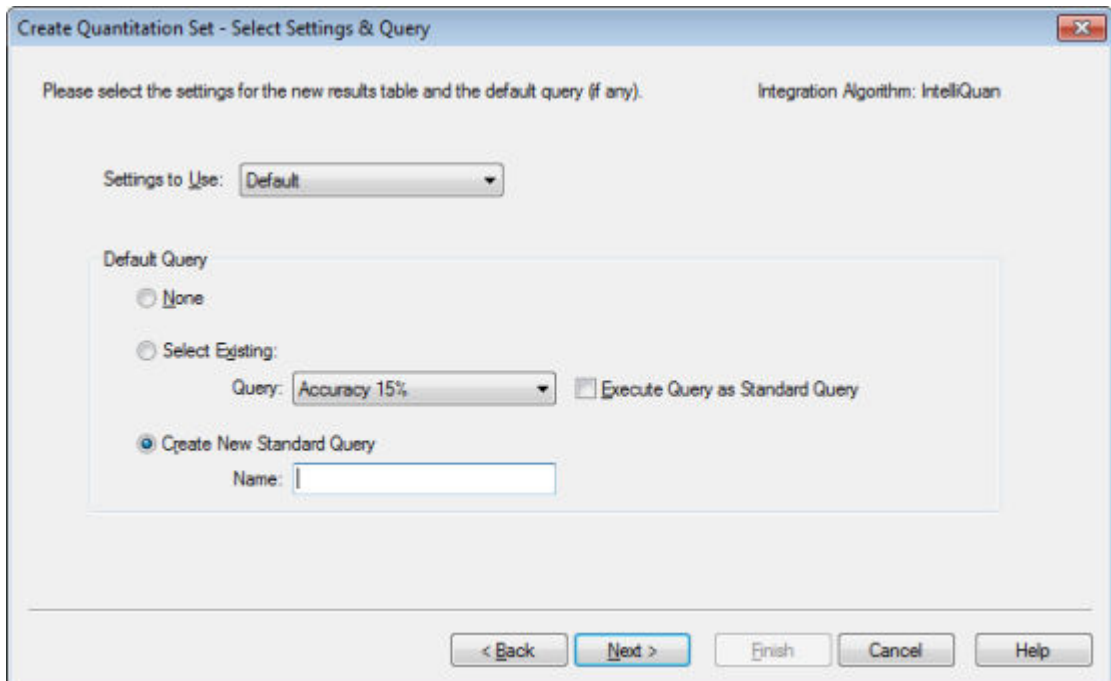 Create Quantitation Set - Select Settings & Query
Please select the settings for the new results table and the default query (if any). Integration Algorithm: IntelliQuan
Settings to Use: Default
Default Query
None
Select Existing:
Query: Accuracy 15% Execute Query as Standard Query
Create New Standard Query
Name:
< Back Next > Finish Cancel Help